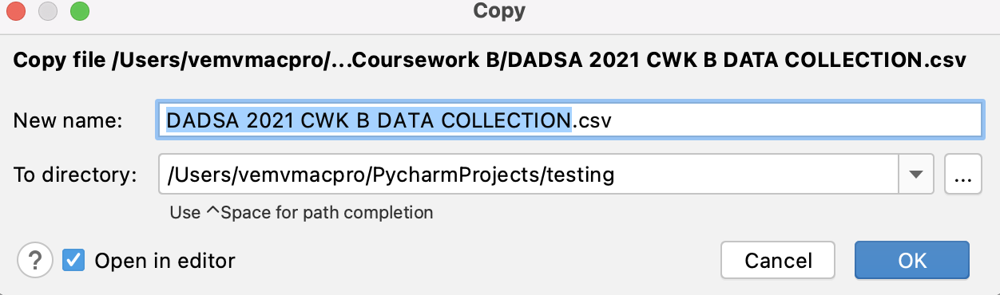 Copy
Copy file /Users/vemvmacpro/...Coursework B/DADSA 2021 CWK B DATA COLLECTION.csv
New name: DADSA 2021 CWK B DATA COLLECTION.csv
To directory: /Users/vemvmacpro/PycharmProjects/testing ...
Use ^Space for path completion
? Open in editor Cancel OK